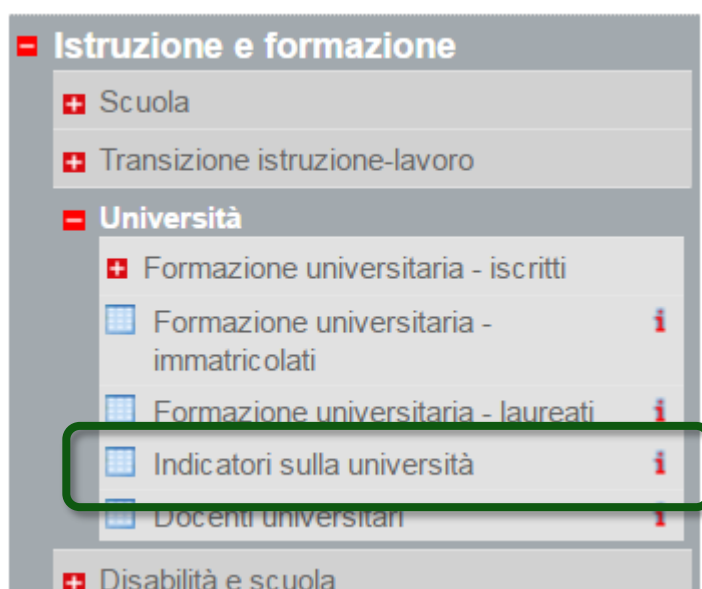 Istruzione e formazione
Scuola
Transizione istruzione-lavoro
Università
Formazione universitaria - iscritti
Formazione universitaria -
immatricolati
Formazione universitaria - laureati
Indicatori sulla università
Docenti universitari
Disabilità e scuola